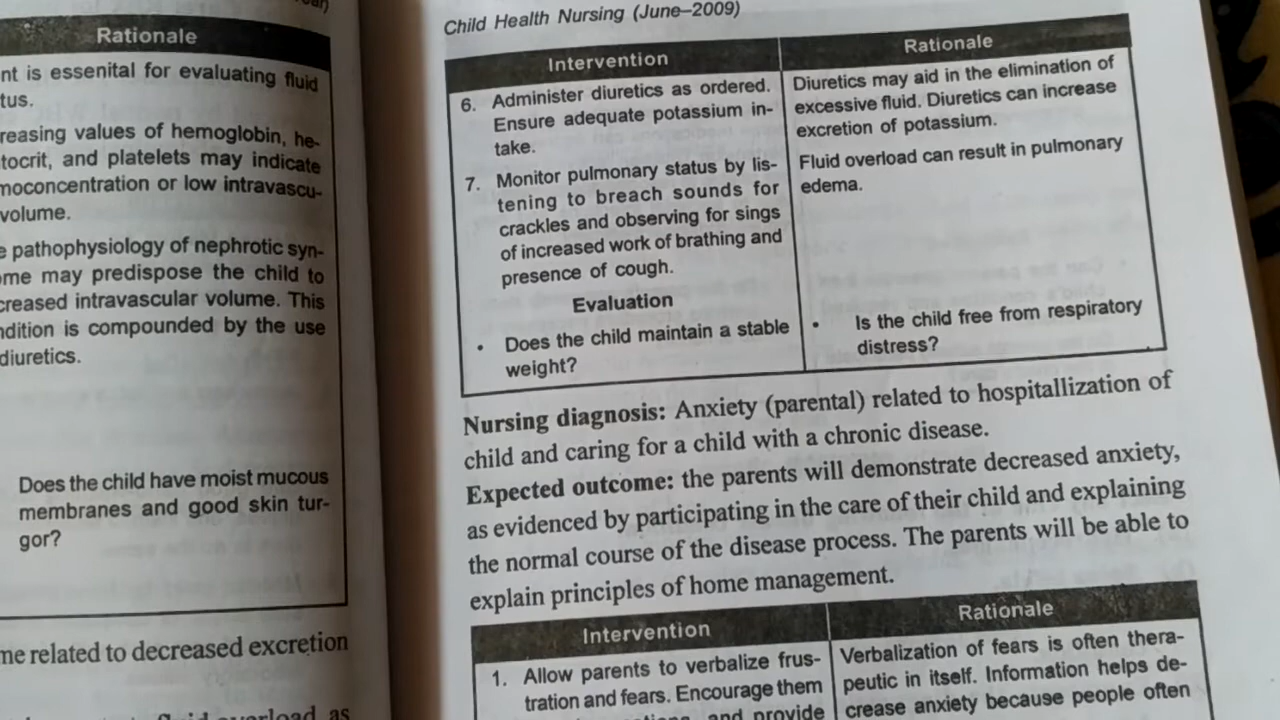 Rationale
nt is essenital for evaluating fluid
tus.
reasing values of hemoglobin, he-
tocrit, and platelets may indicate
moconcentration or low intravascu-
volume.
e pathophysiology of nephrotic syn-
ome may predispose the child to
creased intravascular volume. This
ndition is compounded by the use
diuretics.
Does the child have moist mucous
membranes and good skin tur-
gor?
me related to decreased excretion
fluid overload as
Child Health Nursing (June–2009)
Intervention
Rationale
6. Administer diuretics as ordered.
Ensure adequate potassium in-
take.
Diuretics may aid in the elimination of
excessive fluid. Diuretics can increase
excretion of potassium.
7. Monitor pulmonary status by lis-
tening to breach sounds for
crackles and observing for sings
of increased work of brathing and
presence of cough.
Fluid overload can result in pulmonary
edema.
Evaluation
• Does the child maintain a stable
weight?
• Is the child free from respiratory
distress?
Nursing diagnosis: Anxiety (parental) related to hospitallization of
child and caring for a child with a chronic disease.
Expected outcome: the parents will demonstrate decreased anxiety,
as evidenced by participating in the care of their child and explaining
the normal course of the disease process. The parents will be able to
explain principles of home management.
Intervention
Rationale
1. Allow parents to verbalize frus-
tration and fears. Encourage them
and provide
Verbalization of fears is often thera-
peutic in itself. Information helps de-
crease anxiety because people often